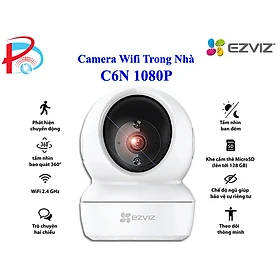 EZVIZ
Camera Wifi Trong Nhà
C6N 1080P
Phát hiện
chuyển động
360°
tầm nhìn
bao quát 360°
WiFi 2.4 GHz
Trò chuyện
hai chiều
Tầm nhìn
ban đêm
Khe cắm thẻ MicroSD
(lên tới 128 GB)
Chế độ ngủ giúp
bảo vệ sự riêng tư
Theo dõi
thông minh
EZVIZ